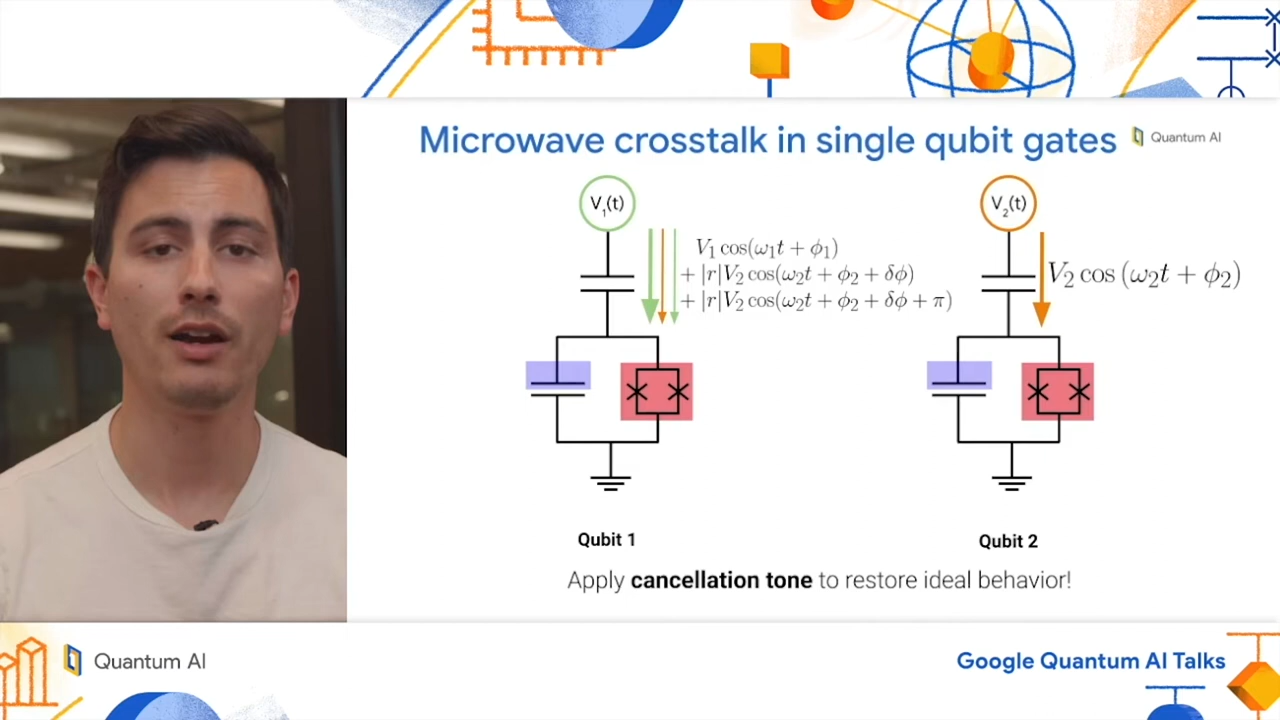 Microwave crosstalk in single qubit gates
Quantum AI
V₁(t)
V₁ cos(ω₁t + ϕ₁)
+ |r|V₂ cos(ω₂t + ϕ₂ + δϕ)
+ |r|V₂ cos(ω₂t + ϕ₂ + δϕ + π)
V₂(t)
V₂ cos (ω₂t + ϕ₂)
Qubit 1
Qubit 2
Apply cancellation tone to restore ideal behavior!
Quantum AI
Google Quantum AI Talks